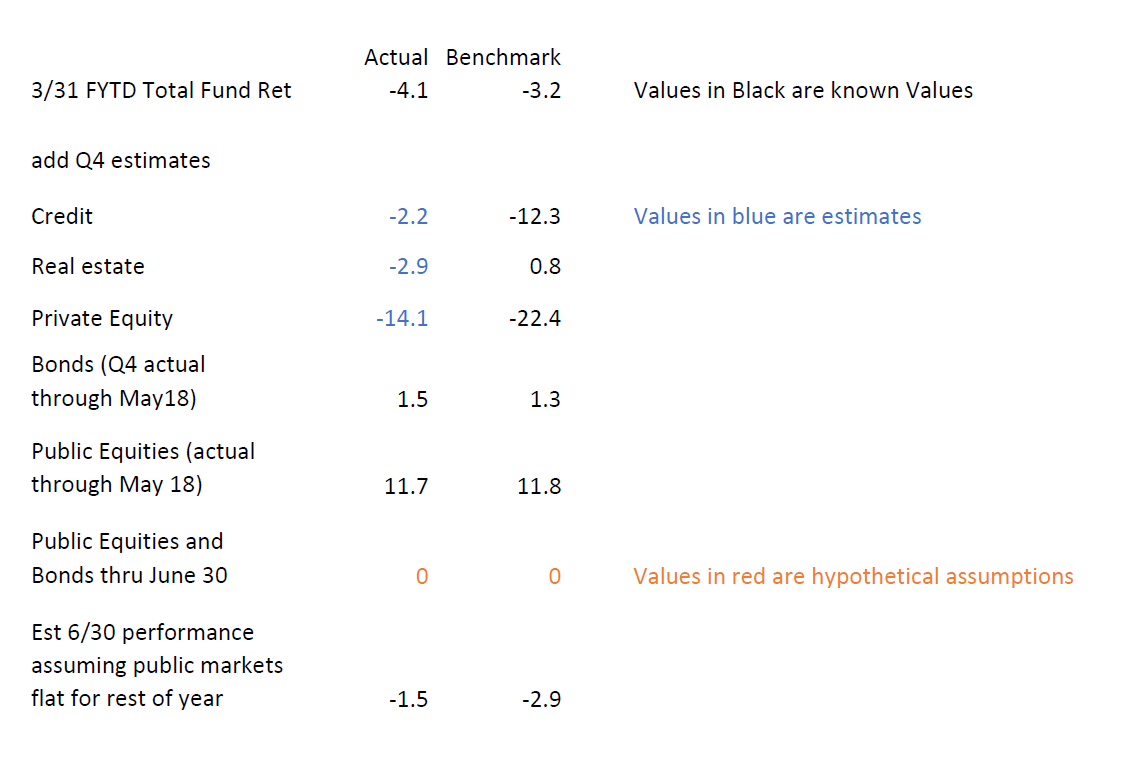 Actual Benchmark
3/31 FYTD Total Fund Ret -4.1 -3.2 Values in Black are known Values
add Q4 estimates
Credit -2.2 -12.3 Values in blue are estimates
Real estate -2.9 0.8
Private Equity -14.1 -22.4
Bonds (Q4 actual
through May18) 1.5 1.3
Public Equities (actual
through May 18) 11.7 11.8
Public Equities and
Bonds thru June 30 0 0 Values in red are hypothetical assumptions
Est 6/30 performance
assuming public markets
flat for rest of year -1.5 -2.9